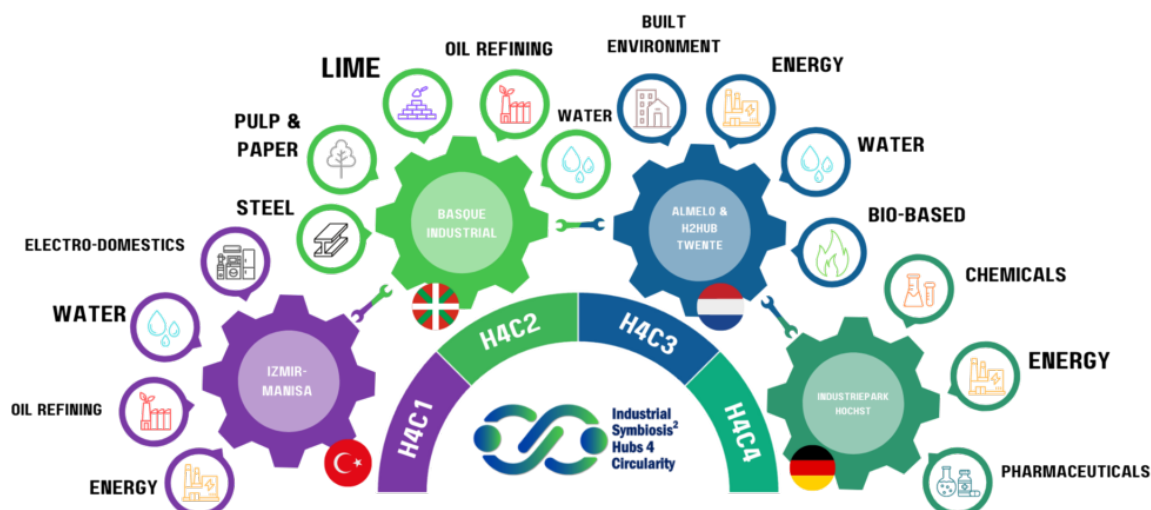 BUILT
ENVIRONMENT
OIL REFINING
LIME
ENERGY
PULP &
PAPER
WATER
WATER
STEEL
BASQUE
INDUSTRIAL
ALMELO &
H2HUB
TWENTE
BIO-BASED
ELECTRO-DOMESTICS
CHEMICALS
WATER
H4C2
H4C3
IZMIR-
MANISA
ENERGY
OIL REFINING
H4C1
Industrial
Symbiosis²
Hubs 4
Circularity
H4C4
INDUSTRIEPARK
HOCHST
ENERGY
PHARMACEUTICALS